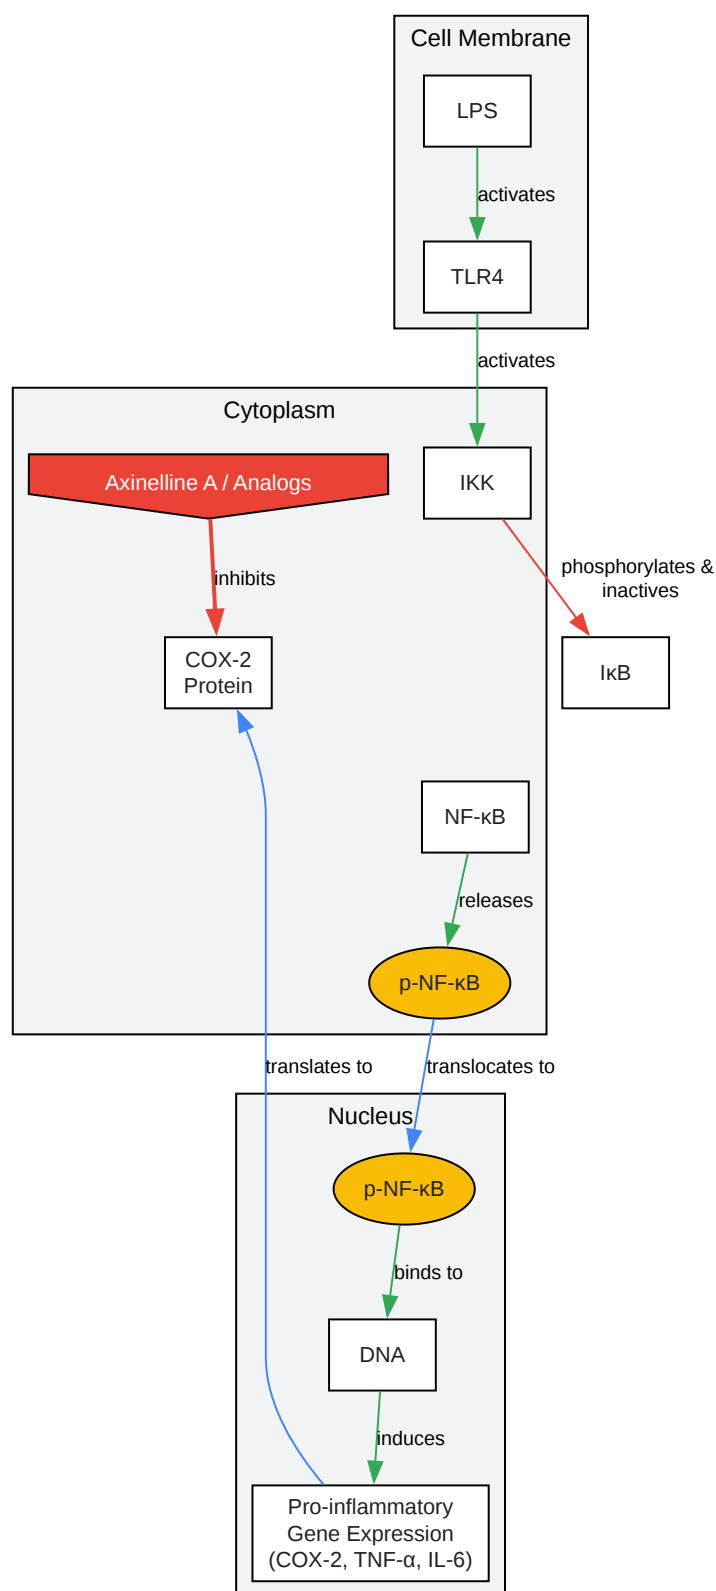 Cell Membrane
LPS
activates
TLR4
activates
Cytoplasm
Axinelline A / Analogs
IKK
inhibits
phosphorylates &
inactives
COX-2
Protein
IκB
NF-κB
releases
p-NF-κB
translates to
translocates to
Nucleus
p-NF-κB
binds to
DNA
induces
Pro-inflammatory
Gene Expression
(COX-2, TNF-α, IL-6)